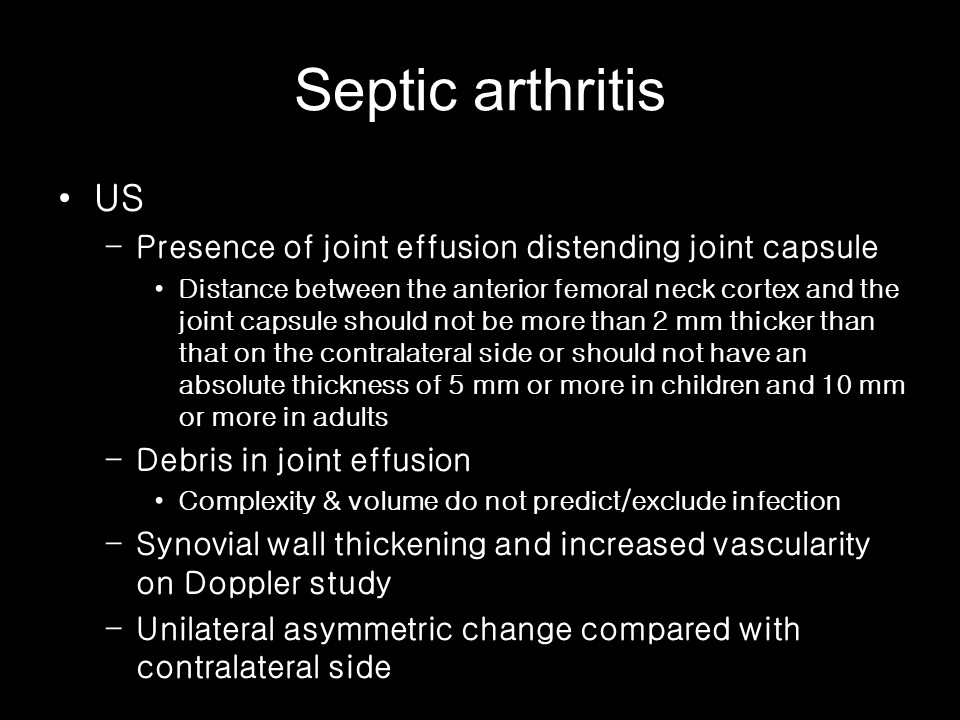 Septic arthritis
• US
– Presence of joint effusion distending joint capsule
• Distance between the anterior femoral neck cortex and the
joint capsule should not be more than 2 mm thicker than
that on the contralateral side or should not have an
absolute thickness of 5 mm or more in children and 10 mm
or more in adults
– Debris in joint effusion
• Complexity & volume do not predict/exclude infection
– Synovial wall thickening and increased vascularity
on Doppler study
– Unilateral asymmetric change compared with
contralateral side